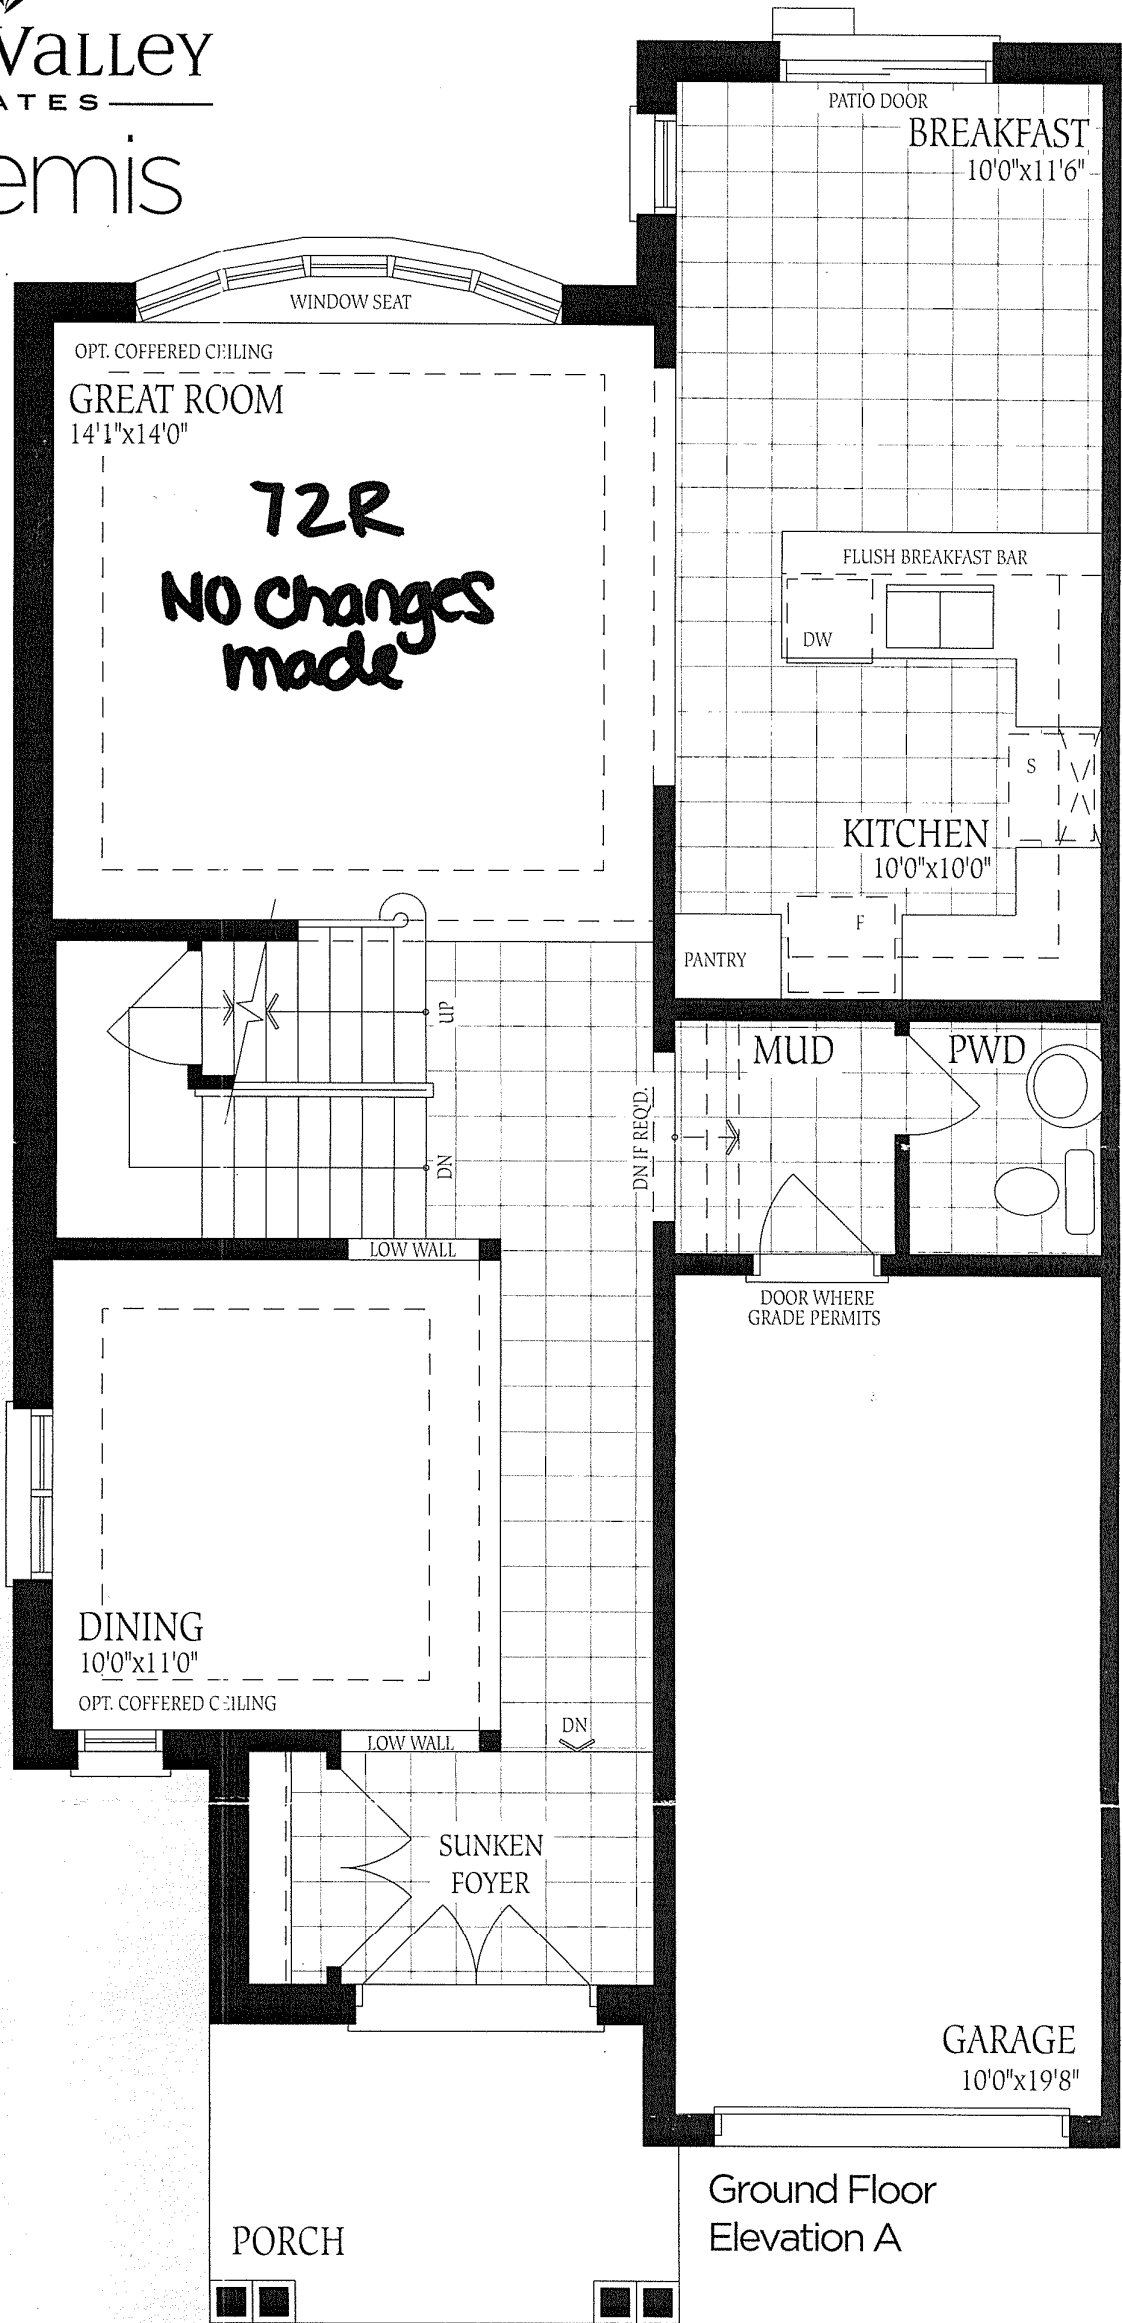 Valley
ATES
emis
PATIO DOOR
BREAKFAST
10'0"x11'6"
WINDOW SEAT
OPT. COFFERED CEILING
GREAT ROOM
14'1"x14'0"
72R
No changes
made
FLUSH BREAKFAST BAR
DW
S
KITCHEN
10'0"x10'0"
F
PANTRY
UP
DN
MUD
PWD
DN IF REQ'D.
LOW WALL
DOOR WHERE
GRADE PERMITS
DINING
10'0"x11'0"
OPT. COFFERED CEILING
LOW WALL
DN
SUNKEN
FOYER
GARAGE
10'0"x19'8"
PORCH
Ground Floor
Elevation A